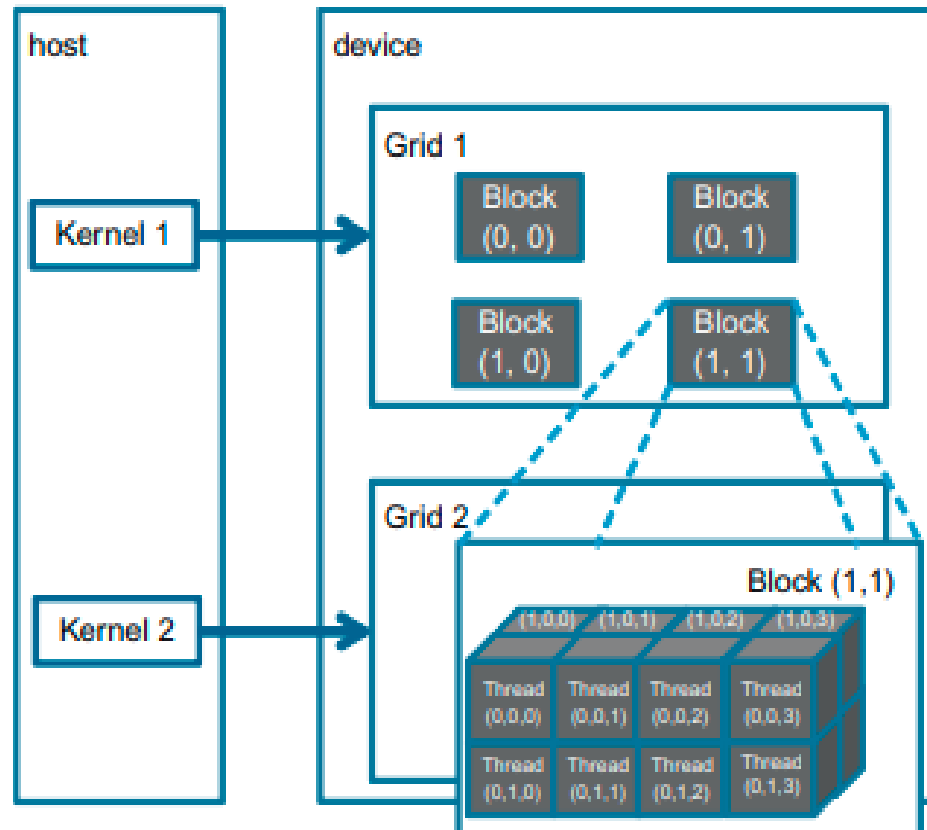 host
device
Grid 1
Block
(0, 0)
Block
(0, 1)
Kernel 1
Block
(1, 0)
Block
(1, 1)
Grid 2
Block (1,1)
Kernel 2
(1,0,0)
(1,0,1)
(1,0,2)
(1,0,3)
Thread
(0,0,0)
Thread
(0,0,1)
Thread
(0,0,2)
Thread
(0,0,3)
Thread
(0,1,0)
Thread
(0,1,1)
Thread
(0,1,2)
Thread
(0,1,3)